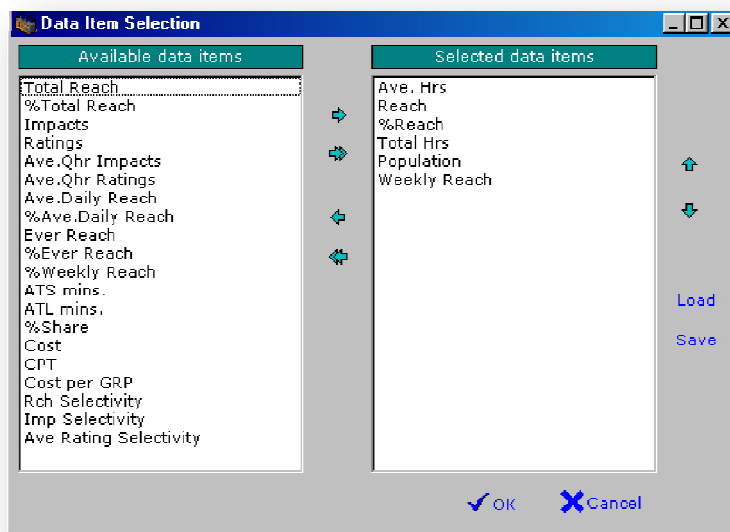 Data Item Selection
Available data items
Total Reach
%Total Reach
Impacts
Ratings
Ave.Qhr Impacts
Ave.Qhr Ratings
Ave.Daily Reach
%Ave.Daily Reach
Ever Reach
%Ever Reach
%Weekly Reach
ATS mins.
ATL mins.
%Share
Cost
CPT
Cost per GRP
Rch Selectivity
Imp Selectivity
Ave Rating Selectivity
Selected data items
Ave. Hrs
Reach
%Reach
Total Hrs
Population
Weekly Reach
Load
Save
OK
Cancel